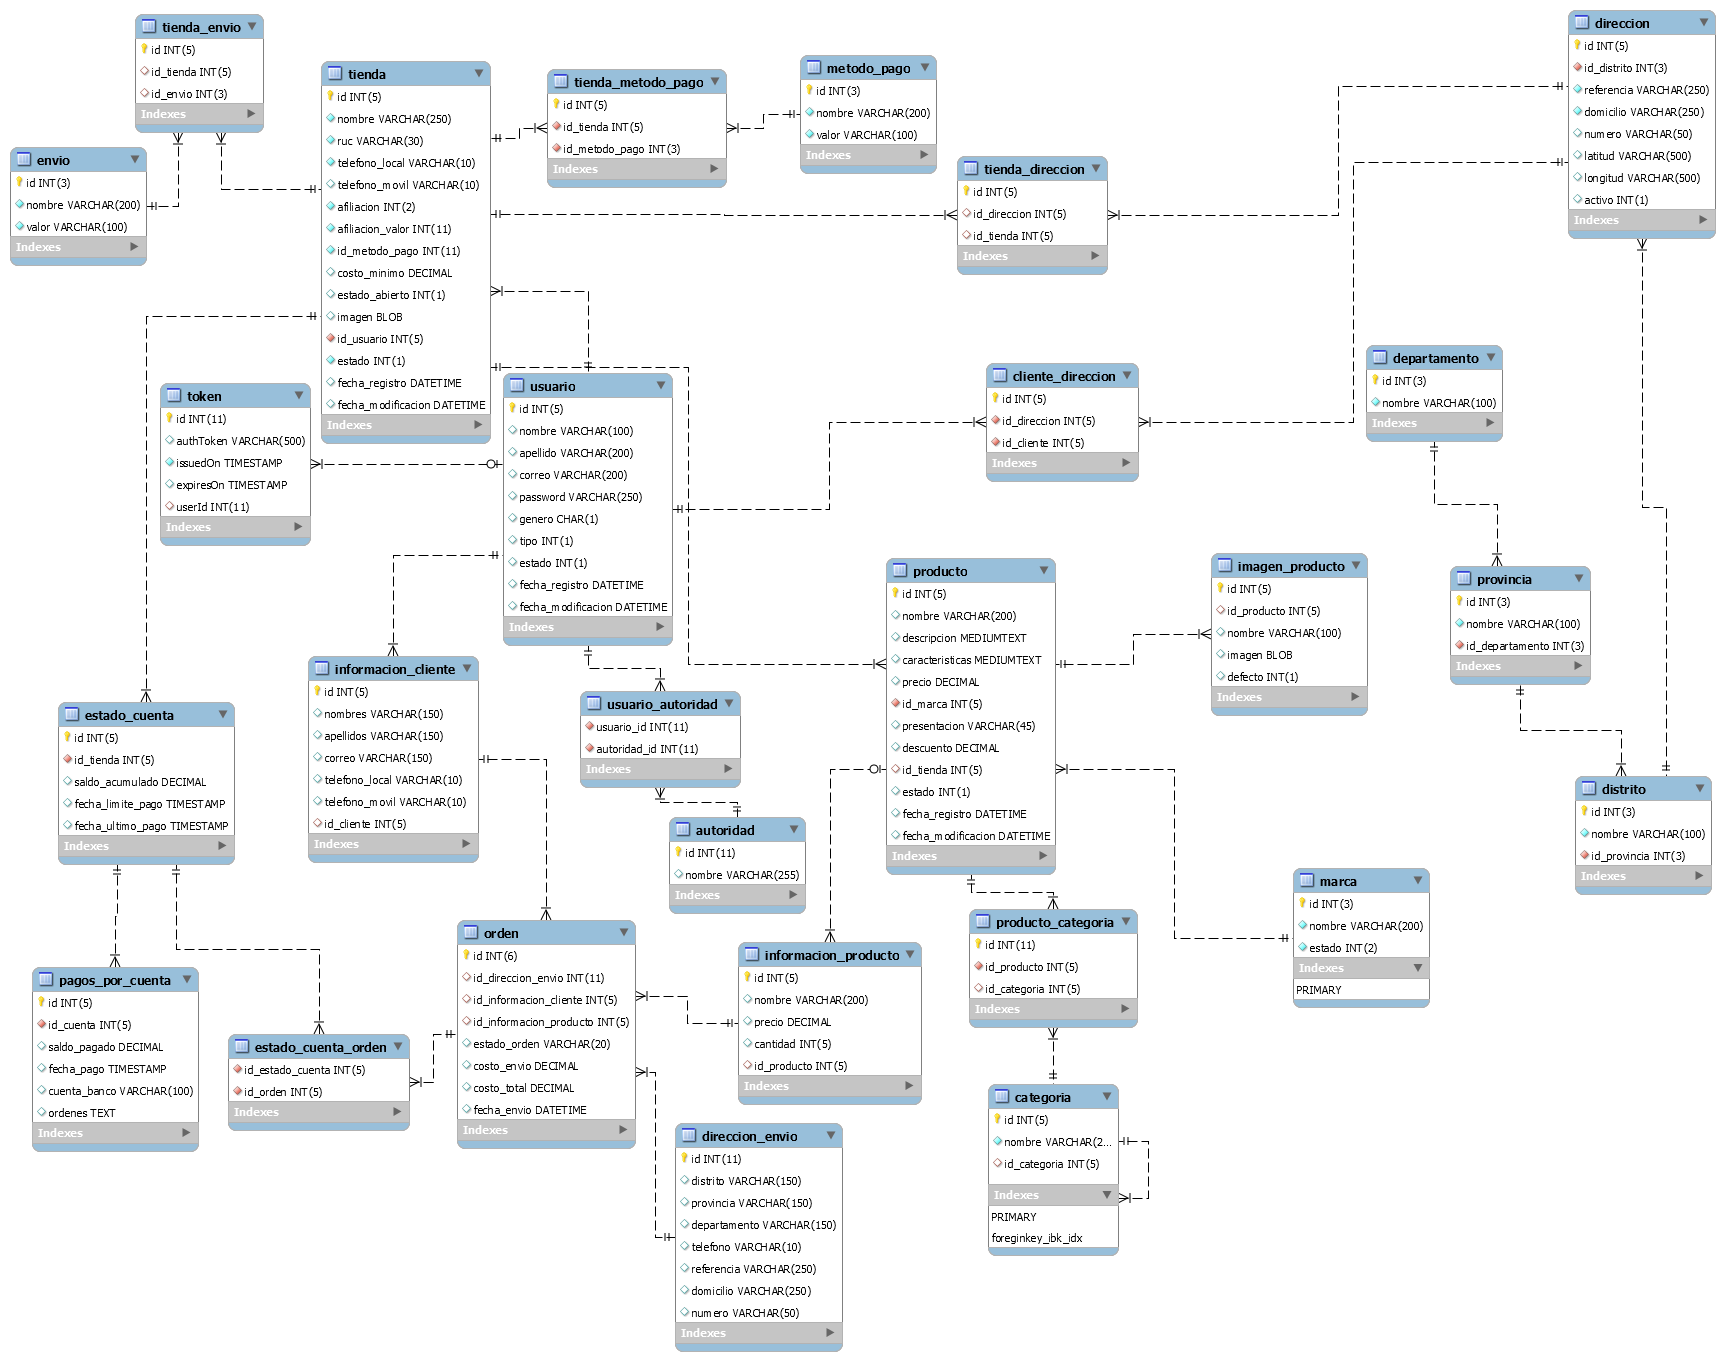 tienda_envio
id INT(5)
id_tienda INT(5)
id_envio INT(3)
Indexes
envio
id INT(3)
nombre VARCHAR(200)
valor VARCHAR(100)
Indexes
tienda
id INT(5)
nombre VARCHAR(250)
ruc VARCHAR(30)
telefono_local VARCHAR(10)
telefono_movil VARCHAR(10)
afiliacion INT(2)
afiliacion_valor INT(11)
id_metodo_pago INT(11)
costo_minimo DECIMAL
estado_abierto INT(1)
imagen BLOB
id_usuario INT(5)
estado INT(1)
fecha_registro DATETIME
fecha_modificacion DATETIME
Indexes
tienda_metodo_pago
id INT(5)
id_tienda INT(5)
id_metodo_pago INT(3)
Indexes
metodo_pago
id INT(3)
nombre VARCHAR(200)
valor VARCHAR(100)
Indexes
tienda_direccion
id INT(5)
id_direccion INT(5)
id_tienda INT(5)
Indexes
direccion
id INT(5)
id_distrito INT(3)
referencia VARCHAR(250)
domicilio VARCHAR(250)
numero VARCHAR(50)
latitud VARCHAR(500)
longitud VARCHAR(500)
activo INT(1)
Indexes
token
id INT(11)
authToken VARCHAR(500)
issuedOn TIMESTAMP
expiresOn TIMESTAMP
userId INT(11)
Indexes
usuario
id INT(5)
nombre VARCHAR(100)
apellido VARCHAR(200)
correo VARCHAR(200)
password VARCHAR(250)
genero CHAR(1)
tipo INT(1)
estado INT(1)
fecha_registro DATETIME
fecha_modificacion DATETIME
Indexes
cliente_direccion
id INT(5)
id_direccion INT(5)
id_cliente INT(5)
Indexes
departamento
id INT(3)
nombre VARCHAR(100)
Indexes
provincia
id INT(3)
nombre VARCHAR(100)
id_departamento INT(3)
Indexes
distrito
id INT(3)
nombre VARCHAR(100)
id_provincia INT(3)
Indexes
producto
id INT(5)
nombre VARCHAR(200)
descripcion MEDIUMTEXT
caracteristicas MEDIUMTEXT
precio DECIMAL
id_marca INT(5)
presentacion VARCHAR(45)
descuento DECIMAL
id_tienda INT(5)
estado INT(1)
fecha_registro DATETIME
fecha_modificacion DATETIME
Indexes
imagen_producto
id INT(5)
id_producto INT(5)
nombre VARCHAR(100)
imagen BLOB
defecto INT(1)
Indexes
informacion_cliente
id INT(5)
nombres VARCHAR(150)
apellidos VARCHAR(150)
correo VARCHAR(150)
telefono_local VARCHAR(10)
telefono_movil VARCHAR(10)
id_cliente INT(5)
Indexes
usuario_autoridad
usuario_id INT(11)
autoridad_id INT(11)
Indexes
autoridad
id INT(11)
nombre VARCHAR(255)
Indexes
estado_cuenta
id INT(5)
id_tienda INT(5)
saldo_acumulado DECIMAL
fecha_limite_pago TIMESTAMP
fecha_ultimo_pago TIMESTAMP
Indexes
marca
id INT(3)
nombre VARCHAR(200)
estado INT(2)
Indexes
PRIMARY
pagos_por_cuenta
id INT(5)
id_cuenta INT(5)
saldo_pagado DECIMAL
fecha_pago TIMESTAMP
cuenta_banco VARCHAR(100)
ordenes TEXT
Indexes
estado_cuenta_orden
id_estado_cuenta INT(5)
id_orden INT(5)
Indexes
orden
id INT(6)
id_direccion_envio INT(11)
id_informacion_cliente INT(5)
id_informacion_producto INT(5)
estado_orden VARCHAR(20)
costo_envio DECIMAL
costo_total DECIMAL
fecha_envio DATETIME
Indexes
informacion_producto
id INT(5)
nombre VARCHAR(200)
precio DECIMAL
cantidad INT(5)
id_producto INT(5)
Indexes
producto_categoria
id INT(11)
id_producto INT(5)
id_categoria INT(5)
Indexes
categoria
id INT(5)
nombre VARCHAR(2...
id_categoria INT(5)
Indexes
PRIMARY
foreginkey_ibk_idx
direccion_envio
id INT(11)
distrito VARCHAR(150)
provincia VARCHAR(150)
departamento VARCHAR(150)
telefono VARCHAR(10)
referencia VARCHAR(250)
domicilio VARCHAR(250)
numero VARCHAR(50)
Indexes